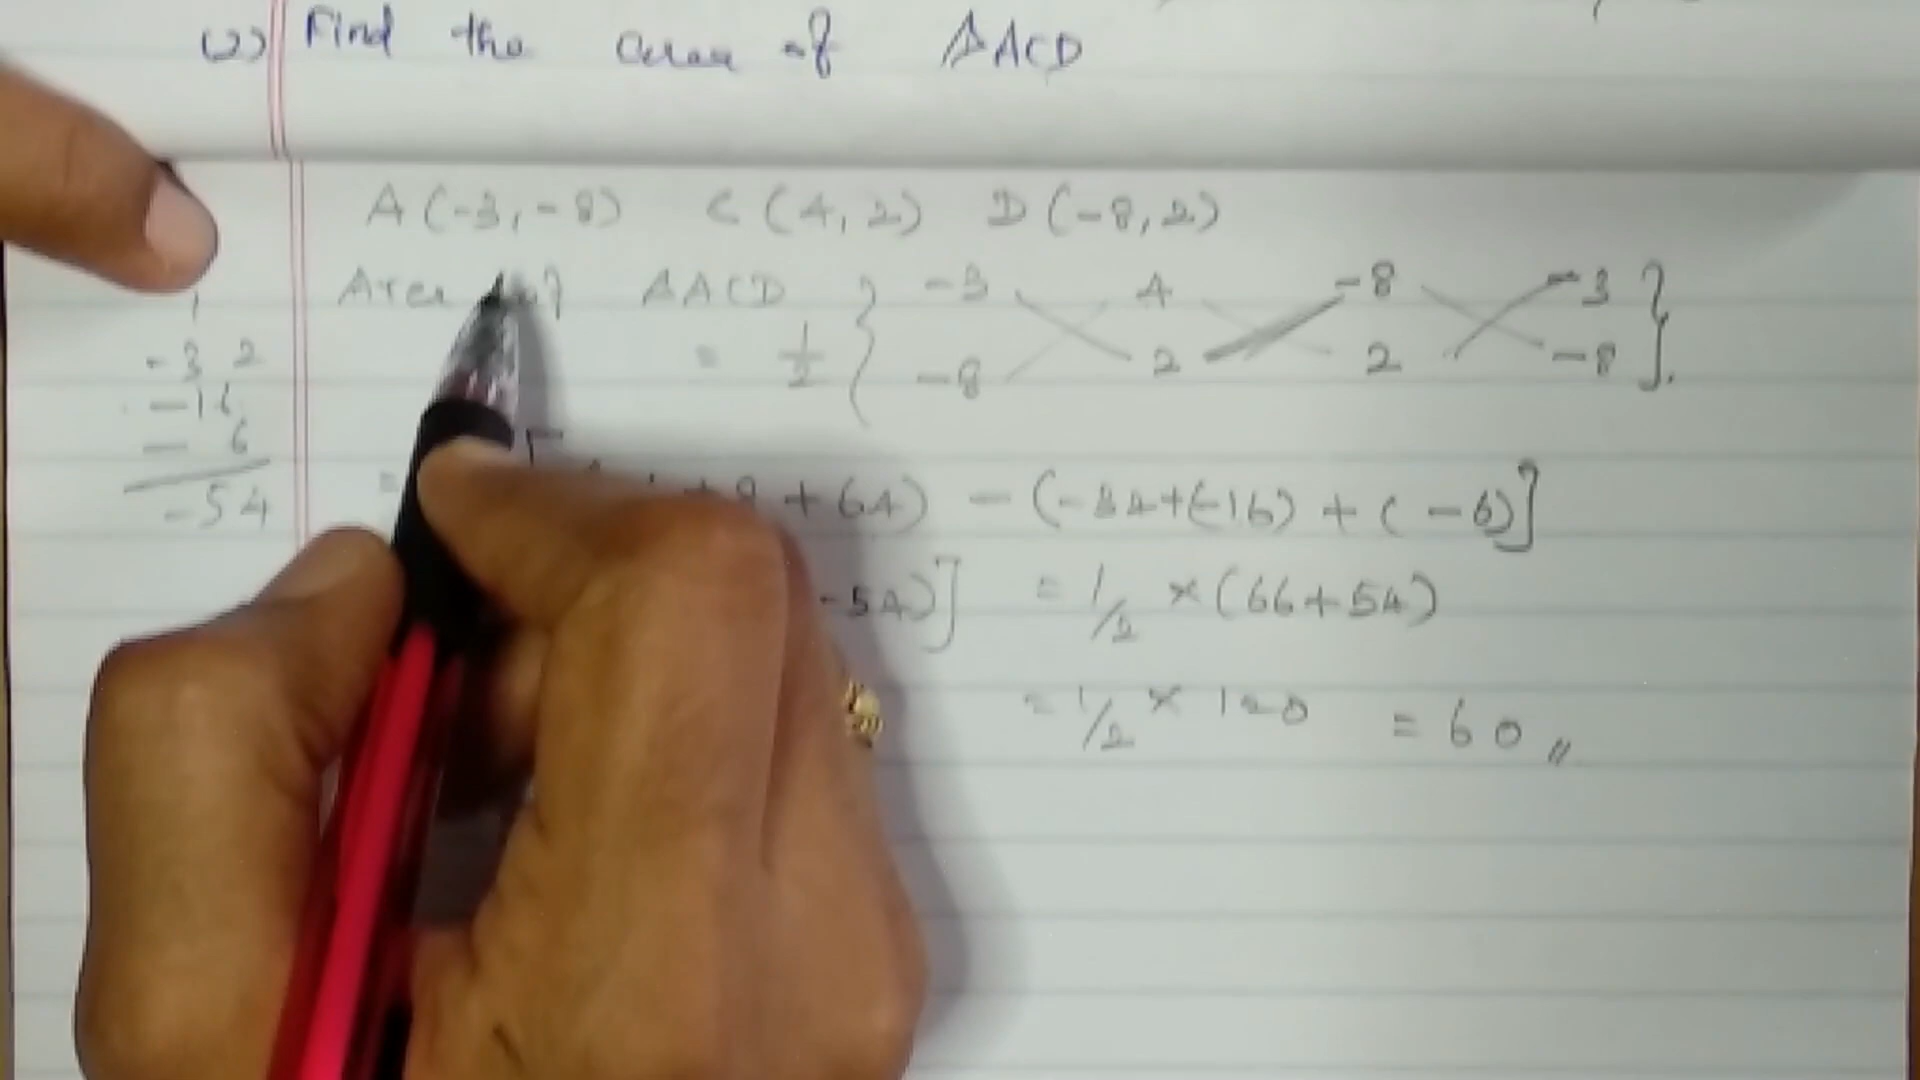 (2) Find the area of ΔACD
A(-3,-8) C(4,2) D(-8,2)
Area of ΔACD { -3 4 -8 -3 }
= 1/2 -8 2 2 -8
-3 2
-16
- 6
-54
= [ + 8 + 64) - (-32+(-16) + (-6)]
-54)] = 1/2 × (66+54)
= 1/2 × 120 = 60 〃